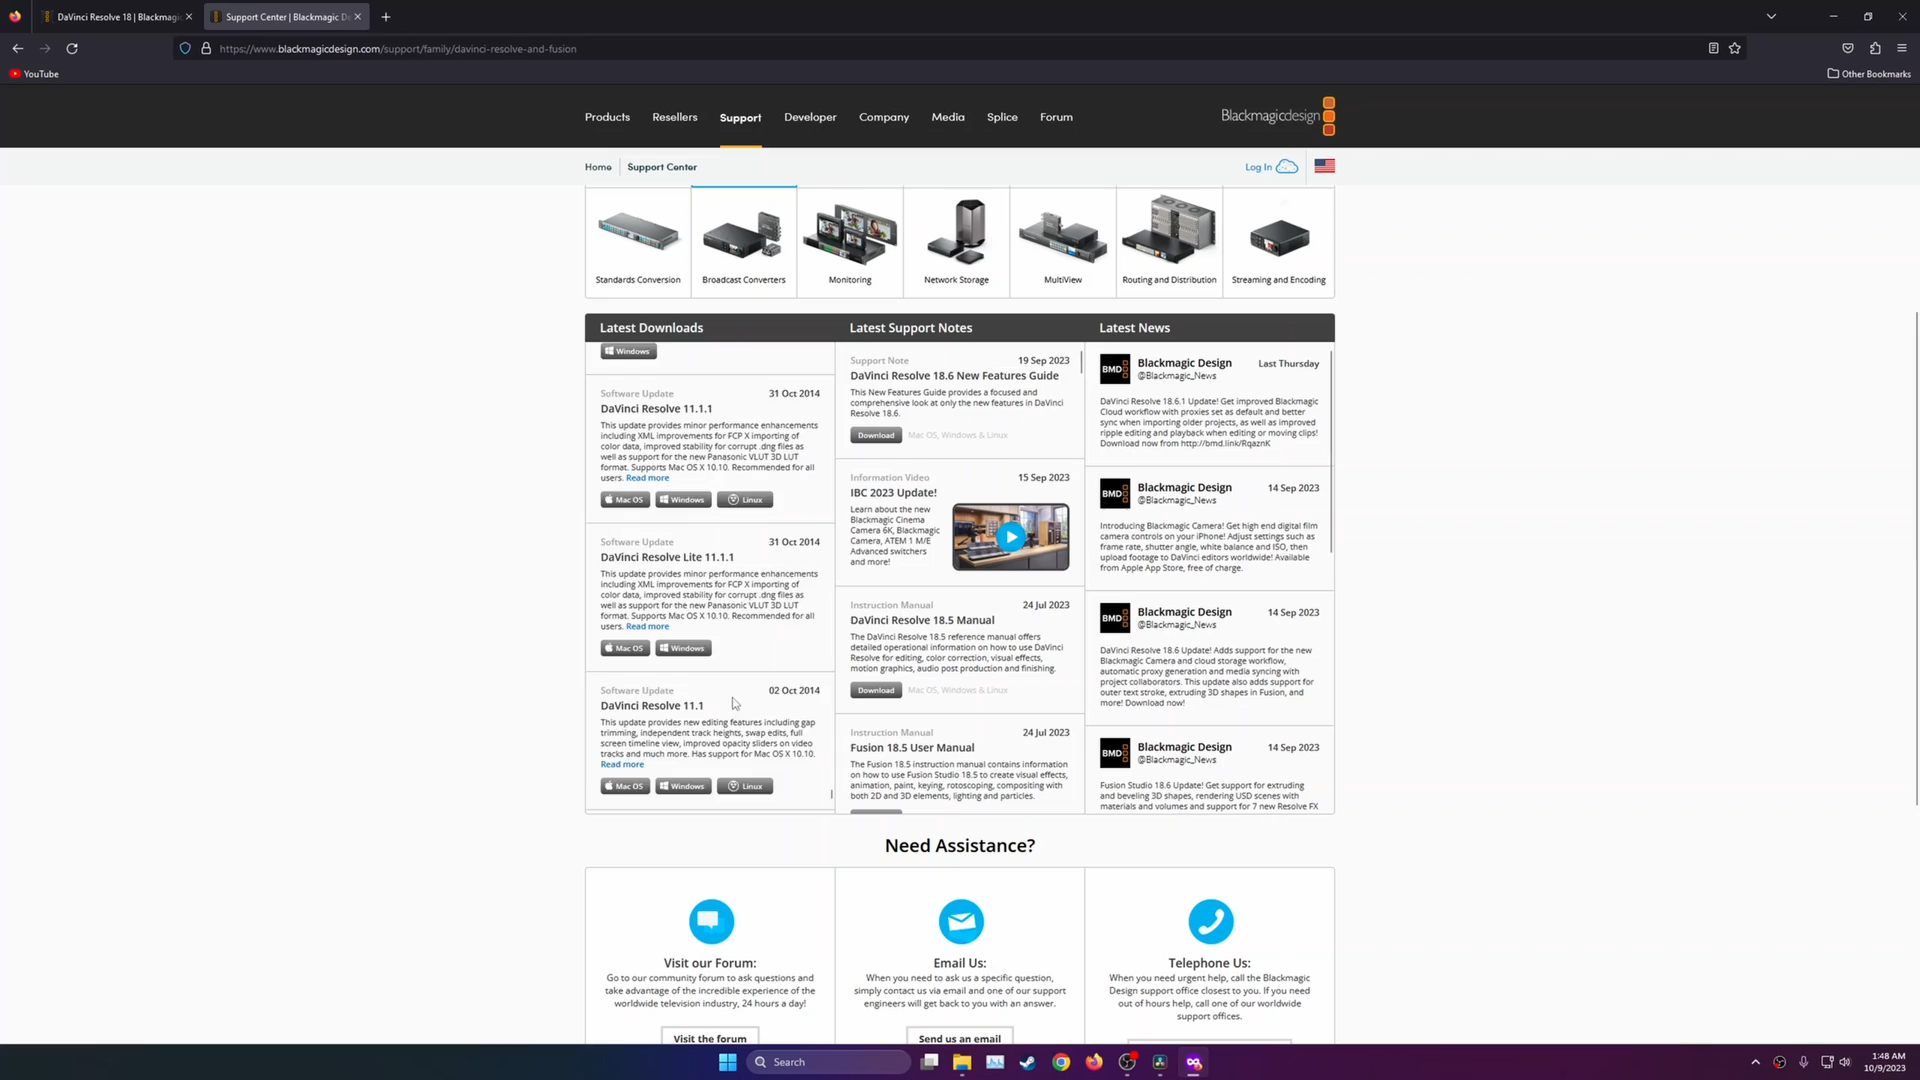 DaVinci Resolve 18 | Blackmagic
Support Center | Blackmagic De
https://www.blackmagicdesign.com/support/family/davinci-resolve-and-fusion
YouTube
Other Bookmarks
Products
Resellers
Support
Developer
Company
Media
Splice
Forum
Blackmagicdesign
Home
Support Center
Log In
Standards Conversion
Broadcast Converters
Monitoring
Network Storage
MultiView
Routing and Distribution
Streaming and Encoding
Latest Downloads
Windows
Software Update 31 Oct 2014
DaVinci Resolve 11.1.1
This update provides minor performance enhancements
including XML improvements for FCP X importing of
color data, improved stability for corrupt .dng files as
well as support for the new Panasonic VLUT 3D LUT
format. Supports Mac OS X 10.10. Recommended for all
users. Read more
Mac OS Windows Linux
Software Update 31 Oct 2014
DaVinci Resolve Lite 11.1.1
This update provides minor performance enhancements
including XML improvements for FCP X importing of
color data, improved stability for corrupt .dng files as
well as support for the new Panasonic VLUT 3D LUT
format. Supports Mac OS X 10.10. Recommended for all
users. Read more
Mac OS Windows
Software Update 02 Oct 2014
DaVinci Resolve 11.1
This update provides new editing features including gap
trimming, independent track heights, swap edits, full
screen timeline view, improved opacity sliders on video
tracks and much more. Has support for Mac OS X 10.10.
Read more
Mac OS Windows Linux
Latest Support Notes
Support Note 19 Sep 2023
DaVinci Resolve 18.6 New Features Guide
This New Features Guide provides a focused and
comprehensive look at only the new features in DaVinci
Resolve 18.6.
Download Mac OS, Windows & Linux
Information Video 15 Sep 2023
IBC 2023 Update!
Learn about the new
Blackmagic Cinema
Camera 6K, Blackmagic
Camera, ATEM 1 M/E
Advanced switchers
and more!
Instruction Manual 24 Jul 2023
DaVinci Resolve 18.5 Manual
The DaVinci Resolve 18.5 reference manual offers
detailed operational information on how to use DaVinci
Resolve for editing, color correction, visual effects,
motion graphics, audio post production and finishing.
Download Mac OS, Windows & Linux
Instruction Manual 24 Jul 2023
Fusion 18.5 User Manual
The Fusion 18.5 instruction manual contains information
on how to use Fusion Studio 18.5 to create visual effects,
animation, paint, keying, rotoscoping, compositing with
both 2D and 3D elements, lighting and particles.
Latest News
BMD Blackmagic Design Last Thursday
@Blackmagic_News
DaVinci Resolve 18.6.1 Update! Get improved Blackmagic
Cloud workflow with proxies set as default and better
sync when importing older projects, as well as improved
ripple editing and playback when editing or moving clips!
Download now from http://bmd.link/RqaznK
BMD Blackmagic Design 14 Sep 2023
@Blackmagic_News
Introducing Blackmagic Camera! Get high end digital film
camera controls on your iPhone! Adjust settings such as
frame rate, shutter angle, white balance and ISO, then
upload footage to DaVinci editors worldwide! Available
from Apple App Store, free of charge.
BMD Blackmagic Design 14 Sep 2023
@Blackmagic_News
DaVinci Resolve 18.6 Update! Adds support for the new
Blackmagic Camera and cloud storage workflow,
automatic proxy generation and media syncing with
project collaborators. This update also adds support for
outer text stroke, extruding 3D shapes in Fusion, and
more! Download now!
BMD Blackmagic Design 14 Sep 2023
@Blackmagic_News
Fusion Studio 18.6 Update! Get support for extruding
and beveling 3D shapes, rendering USD scenes with
materials and volumes and support for 7 new Resolve FX
Need Assistance?
Visit our Forum:
Go to our community forum to ask questions and
take advantage of the incredible experience of the
worldwide television industry, 24 hours a day!
Visit the forum
Email Us:
When you need to ask us a specific question,
simply contact us via email and one of our support
engineers will get back to you with an answer.
Send us an email
Telephone Us:
When you need urgent help, call the Blackmagic
Design support office closest to you. If you need
out of hours help, call one of our worldwide
support offices.
Search
1:48 AM
10/9/2023